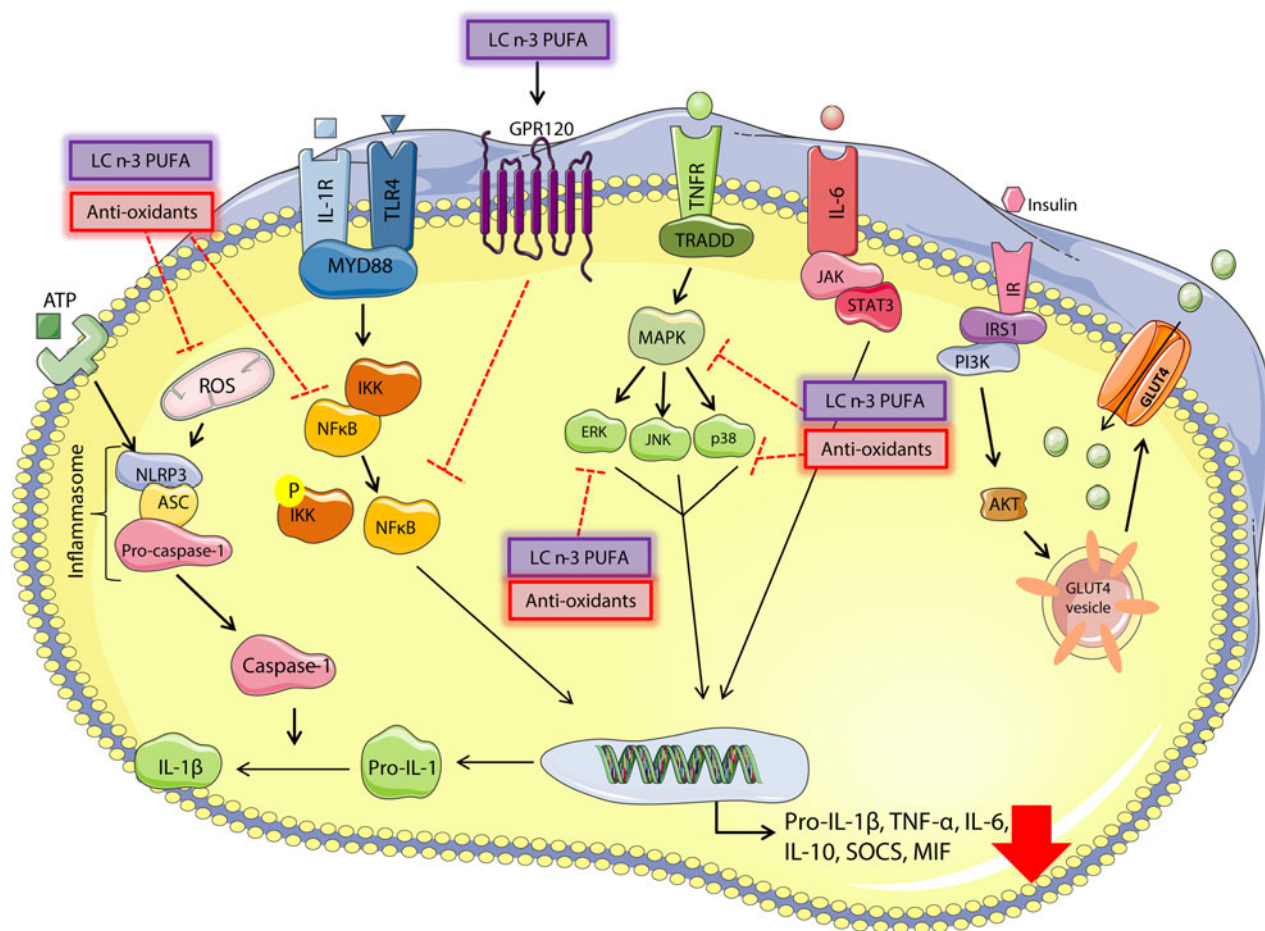 LC n-3 PUFA
GPR120
LC n-3 PUFA
Anti-oxidants
IL-1R
TLR4
MYD88
TNFR
TRADD
IL-6
JAK
STAT3
Insulin
IR
IRS1
PI3K
GLUT4
ATP
ROS
IKK
NFκB
MAPK
ERK
JNK
p38
LC n-3 PUFA
Anti-oxidants
Inflammasome
NLRP3
ASC
Pro-caspase-1
P
IKK
NFκB
AKT
LC n-3 PUFA
Anti-oxidants
GLUT4
vesicle
Caspase-1
IL-1β
Pro-IL-1
Pro-IL-1β, TNF-α, IL-6,
IL-10, SOCS, MIF